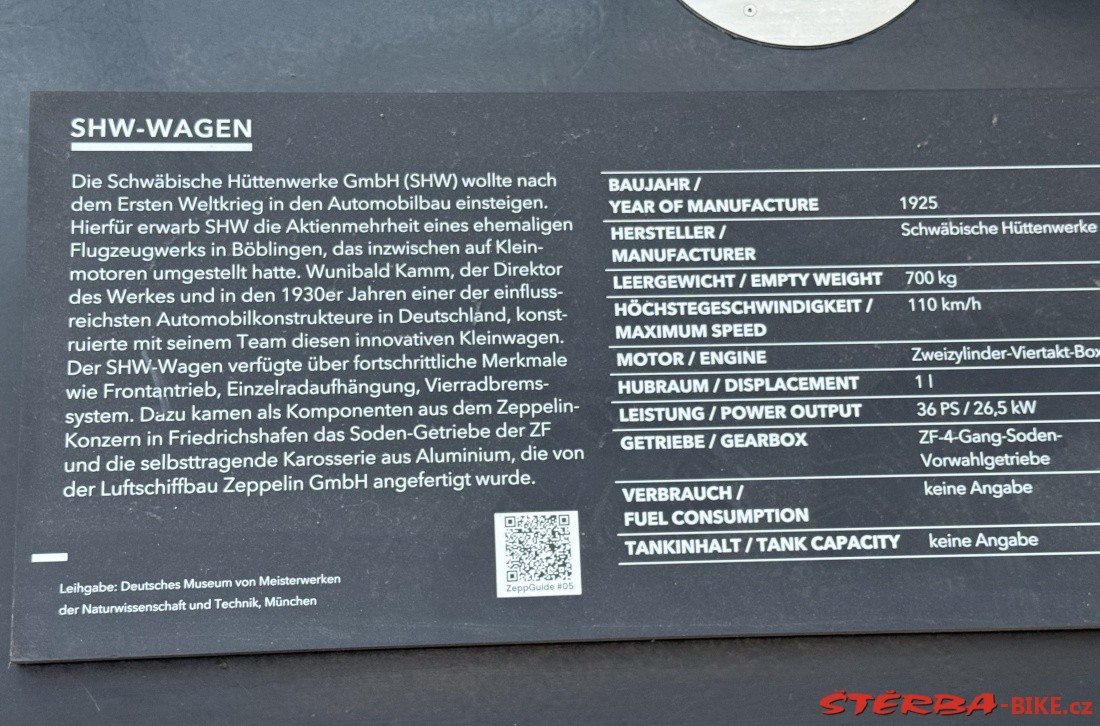 SHW-WAGEN
Die Schwäbische Hüttenwerke GmbH (SHW) wollte nach
dem Ersten Weltkrieg in den Automobilbau einsteigen.
Hierfür erwarb SHW die Aktienmehrheit eines ehemaligen
Flugzeugwerks in Böblingen, das inzwischen auf Klein-
motoren umgestellt hatte. Wunibald Kamm, der Direktor
des Werkes und in den 1930er Jahren einer der einfluss-
reichsten Automobilkonstrukteure in Deutschland, konst-
ruierte mit seinem Team diesen innovativen Kleinwagen.
Der SHW-Wagen verfügte über fortschrittliche Merkmale
wie Frontantrieb, Einzelradaufhängung, Vierradbrems-
system. Dazu kamen als Komponenten aus dem Zeppelin-
Konzern in Friedrichshafen das Soden-Getriebe der ZF
und die selbsttragende Karosserie aus Aluminium, die von
der Luftschiffbau Zeppelin GmbH angefertigt wurde.
Leihgabe: Deutsches Museum von Meisterwerken
der Naturwissenschaft und Technik, München
ZeppGuide #05
BAUJAHR /
YEAR OF MANUFACTURE 1925
HERSTELLER / Schwäbische Hüttenwerke
MANUFACTURER
LEERGEWICHT / EMPTY WEIGHT 700 kg
HÖCHSTGESCHWINDIGKEIT / 110 km/h
MAXIMUM SPEED
MOTOR / ENGINE Zweizylinder-Viertakt-Box
HUBRAUM / DISPLACEMENT 1 l
LEISTUNG / POWER OUTPUT 36 PS / 26,5 kW
GETRIEBE / GEARBOX ZF-4-Gang-Soden-
Vorwahlgetriebe
VERBRAUCH / keine Angabe
FUEL CONSUMPTION
TANKINHALT / TANK CAPACITY keine Angabe
ŠTĚRBA-BIKE.cz